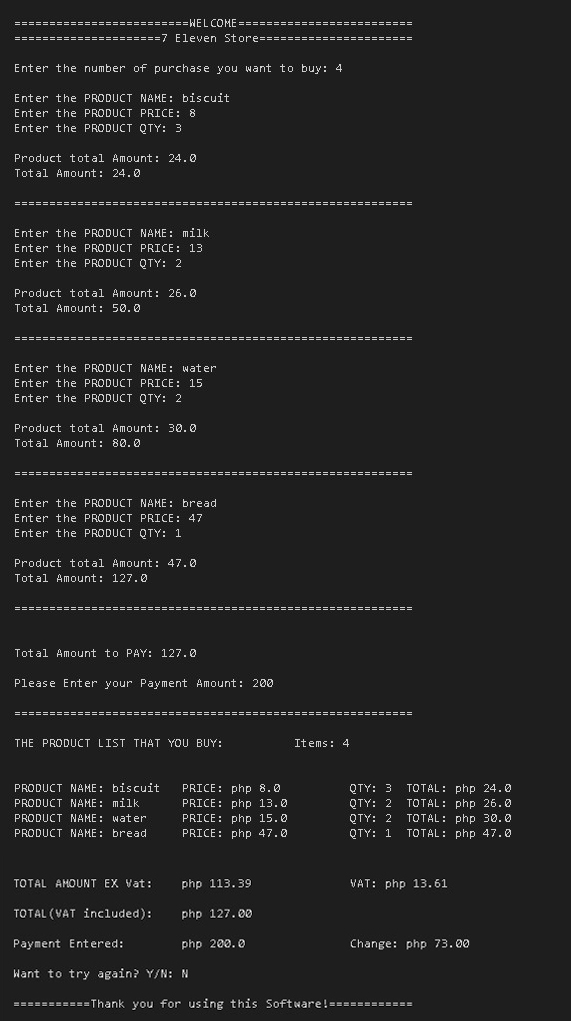 =========================WELCOME=========================
=====================7 Eleven Store======================
Enter the number of purchase you want to buy: 4
Enter the PRODUCT NAME: biscuit
Enter the PRODUCT PRICE: 8
Enter the PRODUCT QTY: 3
Product total Amount: 24.0
Total Amount: 24.0
=========================================================
Enter the PRODUCT NAME: milk
Enter the PRODUCT PRICE: 13
Enter the PRODUCT QTY: 2
Product total Amount: 26.0
Total Amount: 50.0
=========================================================
Enter the PRODUCT NAME: water
Enter the PRODUCT PRICE: 15
Enter the PRODUCT QTY: 2
Product total Amount: 30.0
Total Amount: 80.0
=========================================================
Enter the PRODUCT NAME: bread
Enter the PRODUCT PRICE: 47
Enter the PRODUCT QTY: 1
Product total Amount: 47.0
Total Amount: 127.0
=========================================================
Total Amount to PAY: 127.0
Please Enter your Payment Amount: 200
=========================================================
THE PRODUCT LIST THAT YOU BUY:          Items: 4
PRODUCT NAME: biscuit   PRICE: php 8.0          QTY: 3  TOTAL: php 24.0
PRODUCT NAME: milk      PRICE: php 13.0         QTY: 2  TOTAL: php 26.0
PRODUCT NAME: water     PRICE: php 15.0         QTY: 2  TOTAL: php 30.0
PRODUCT NAME: bread     PRICE: php 47.0         QTY: 1  TOTAL: php 47.0
TOTAL AMOUNT EX Vat:    php 113.39              VAT: php 13.61
TOTAL(VAT included):    php 127.00
Payment Entered:        php 200.0               Change: php 73.00
Want to try again? Y/N: N
===========Thank you for using this Software!============